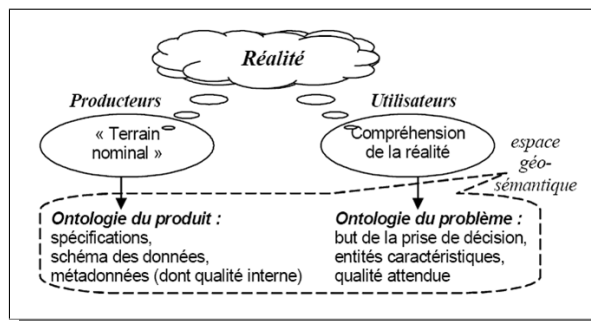 Réalité
Producteurs
Utilisateurs
« Terrain
nominal »
Compréhension
de la réalité
espace
géo-
sémantique
Ontologie du produit :
spécifications,
schéma des données,
métadonnées (dont qualité interne)
Ontologie du problème :
but de la prise de décision,
entités caractéristiques,
qualité attendue